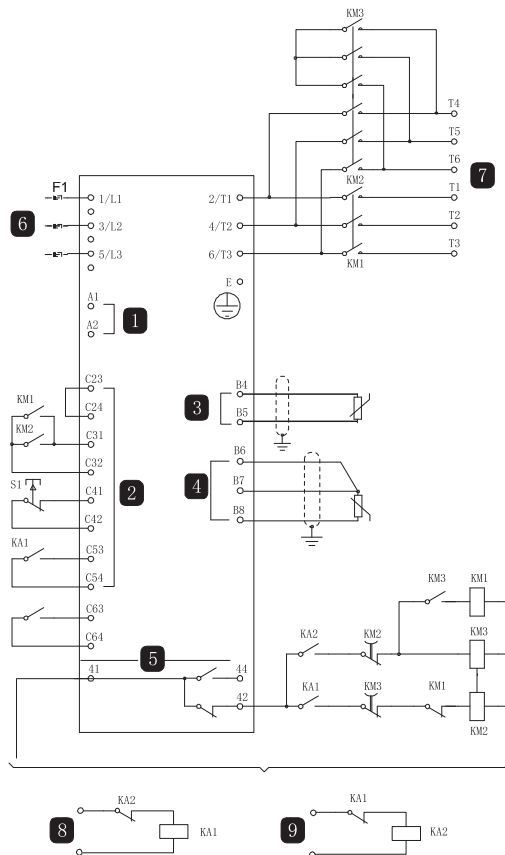 KM3
T4
T5
T6
7
F1
1/L1
2/T1
KM2
T1
6
3/L2
4/T2
T2
5/L3
6/T3
KM1
T3
E
A1
1
A2
C23
B4
3
KM1
C24
B5
KM2
C31
B6
C32
4
B7
S1
2
C41
B8
C42
KA1
C53
C54
KM3
KM1
C63
KA2
KM2
KM3
C64
5
41
44
KA1
KM3
KM1
42
KM2
KA2
KA1
8
KA1
9
KA2